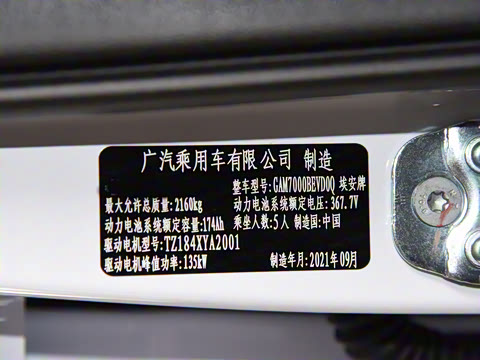 广汽乘用车有限公司 制造
整车型号:GAM7000BEVD0Q 埃安牌
最大允许总质量:2160kg 动力电池系统额定电压:367.7V
动力电池系统额定容量:174Ah 乘坐人数:5人 制造国:中国
驱动电机型号:TZ184XYA2001
驱动电机峰值功率:135kW 制造年月:2021年09月